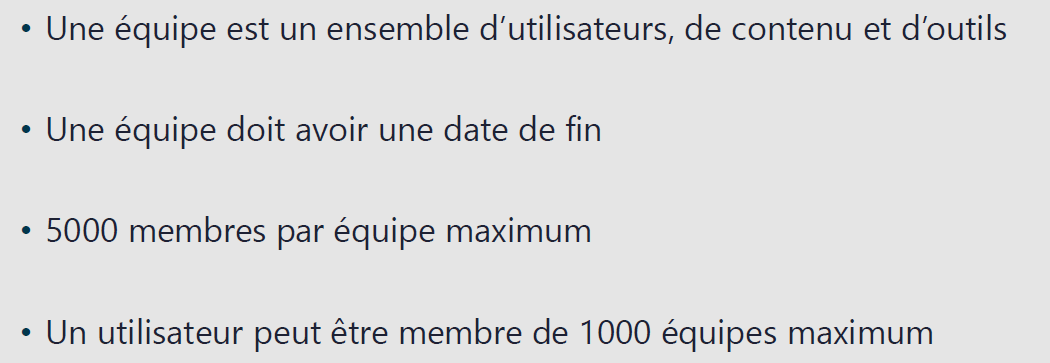 • Une équipe est un ensemble d’utilisateurs, de contenu et d’outils
• Une équipe doit avoir une date de fin
• 5000 membres par équipe maximum
• Un utilisateur peut être membre de 1000 équipes maximum